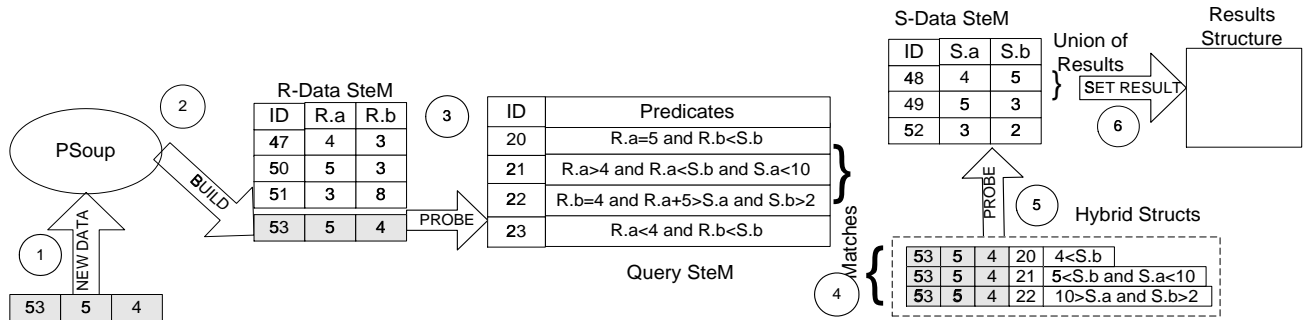 PSoup
1
NEW DATA
53 5 4
2
BUILD
R-Data SteM
ID R.a R.b
47 4 3
50 5 3
51 3 8
53 5 4
3
PROBE
ID Predicates
20 R.a=5 and R.b<S.b
21 R.a>4 and R.a<S.b and S.a<10
22 R.b=4 and R.a+5>S.a and S.b>2
23 R.a<4 and R.b<S.b
Query SteM
Matches
4
Hybrid Structs
53 5 4 20 4<S.b
53 5 4 21 5<S.b and S.a<10
53 5 4 22 10>S.a and S.b>2
PROBE
5
S-Data SteM
ID S.a S.b
48 4 5
49 5 3
52 3 2
Union of
Results
SET RESULT
6
Results
Structure